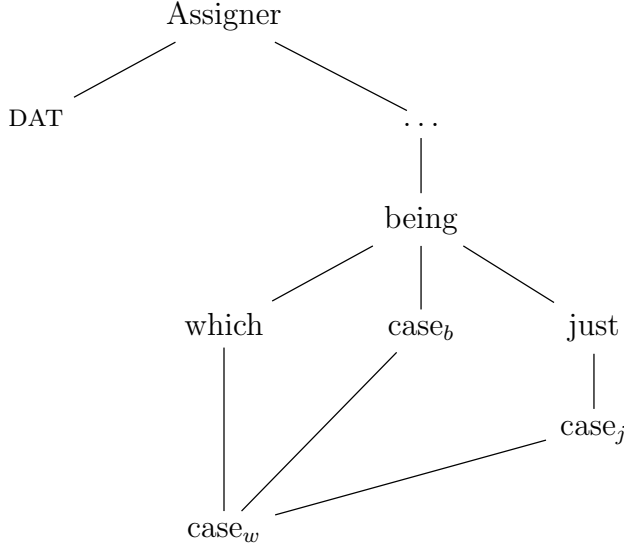 Assigner
DAT ...
being
which case_b just
case_j
case_w